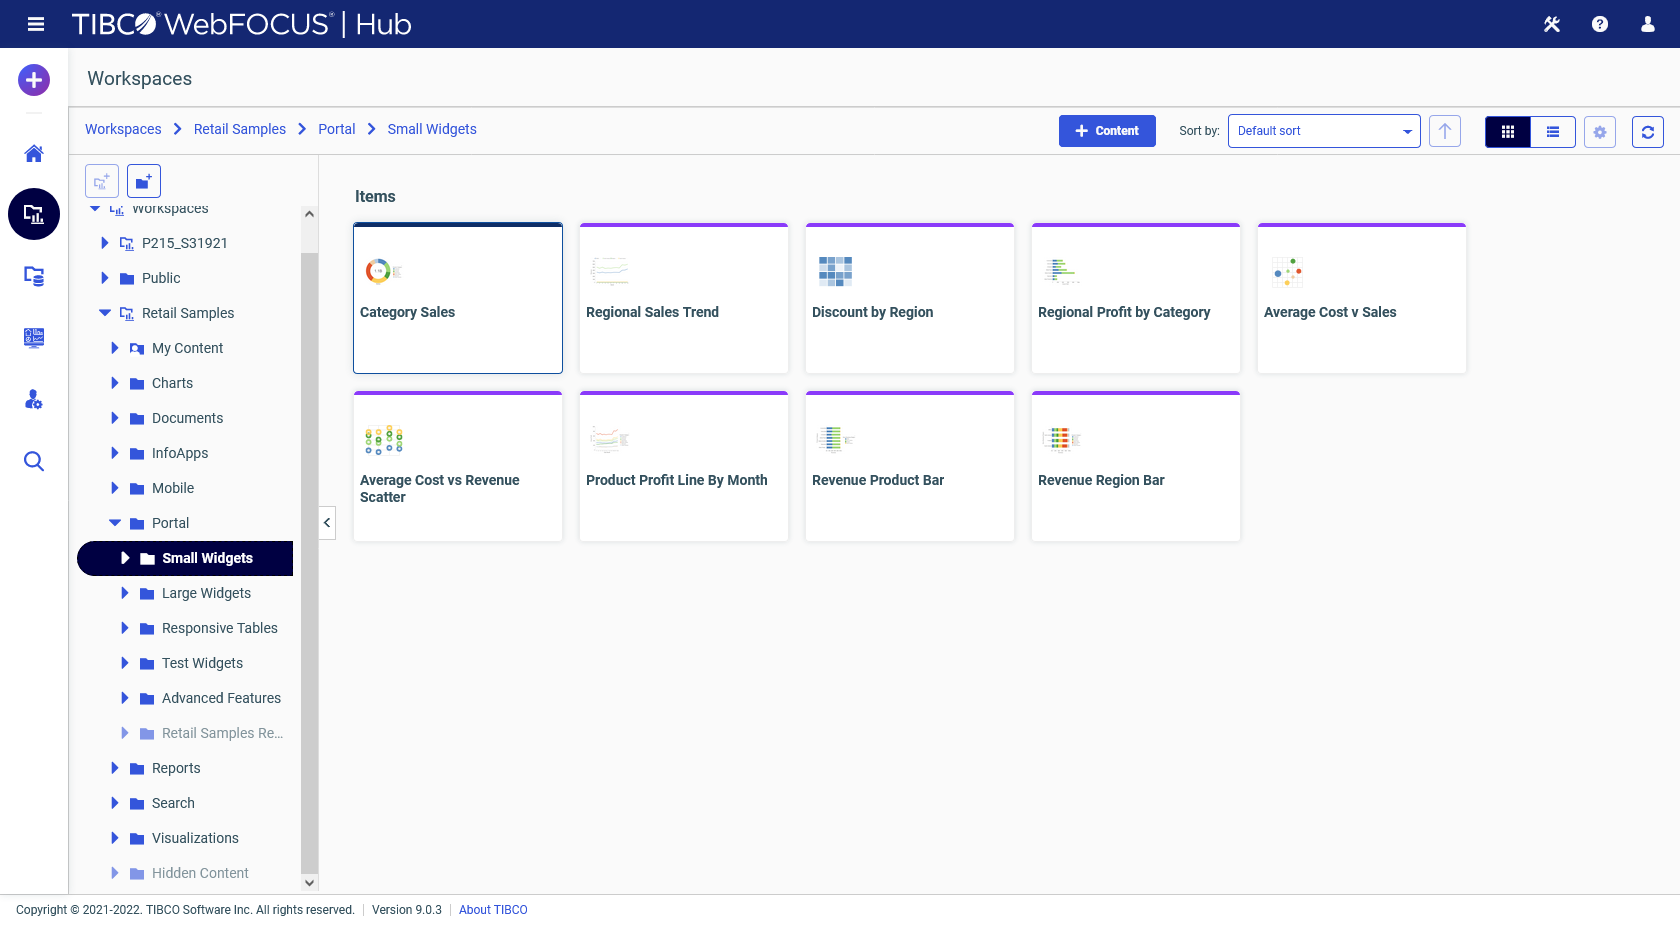 TIBCO® WebFOCUS® | Hub
Workspaces
Workspaces Retail Samples Portal Small Widgets
+ Content
Sort by:
Default sort
Workspaces
P215_S31921
Public
Retail Samples
My Content
Charts
Documents
InfoApps
Mobile
Portal
Small Widgets
Large Widgets
Responsive Tables
Test Widgets
Advanced Features
Retail Samples Re...
Reports
Search
Visualizations
Hidden Content
Items
Category Sales
Regional Sales Trend
Discount by Region
Regional Profit by Category
Average Cost v Sales
Average Cost vs Revenue
Scatter
Product Profit Line By Month
Revenue Product Bar
Revenue Region Bar
Copyright © 2021-2022. TIBCO Software Inc. All rights reserved. | Version 9.0.3 | About TIBCO